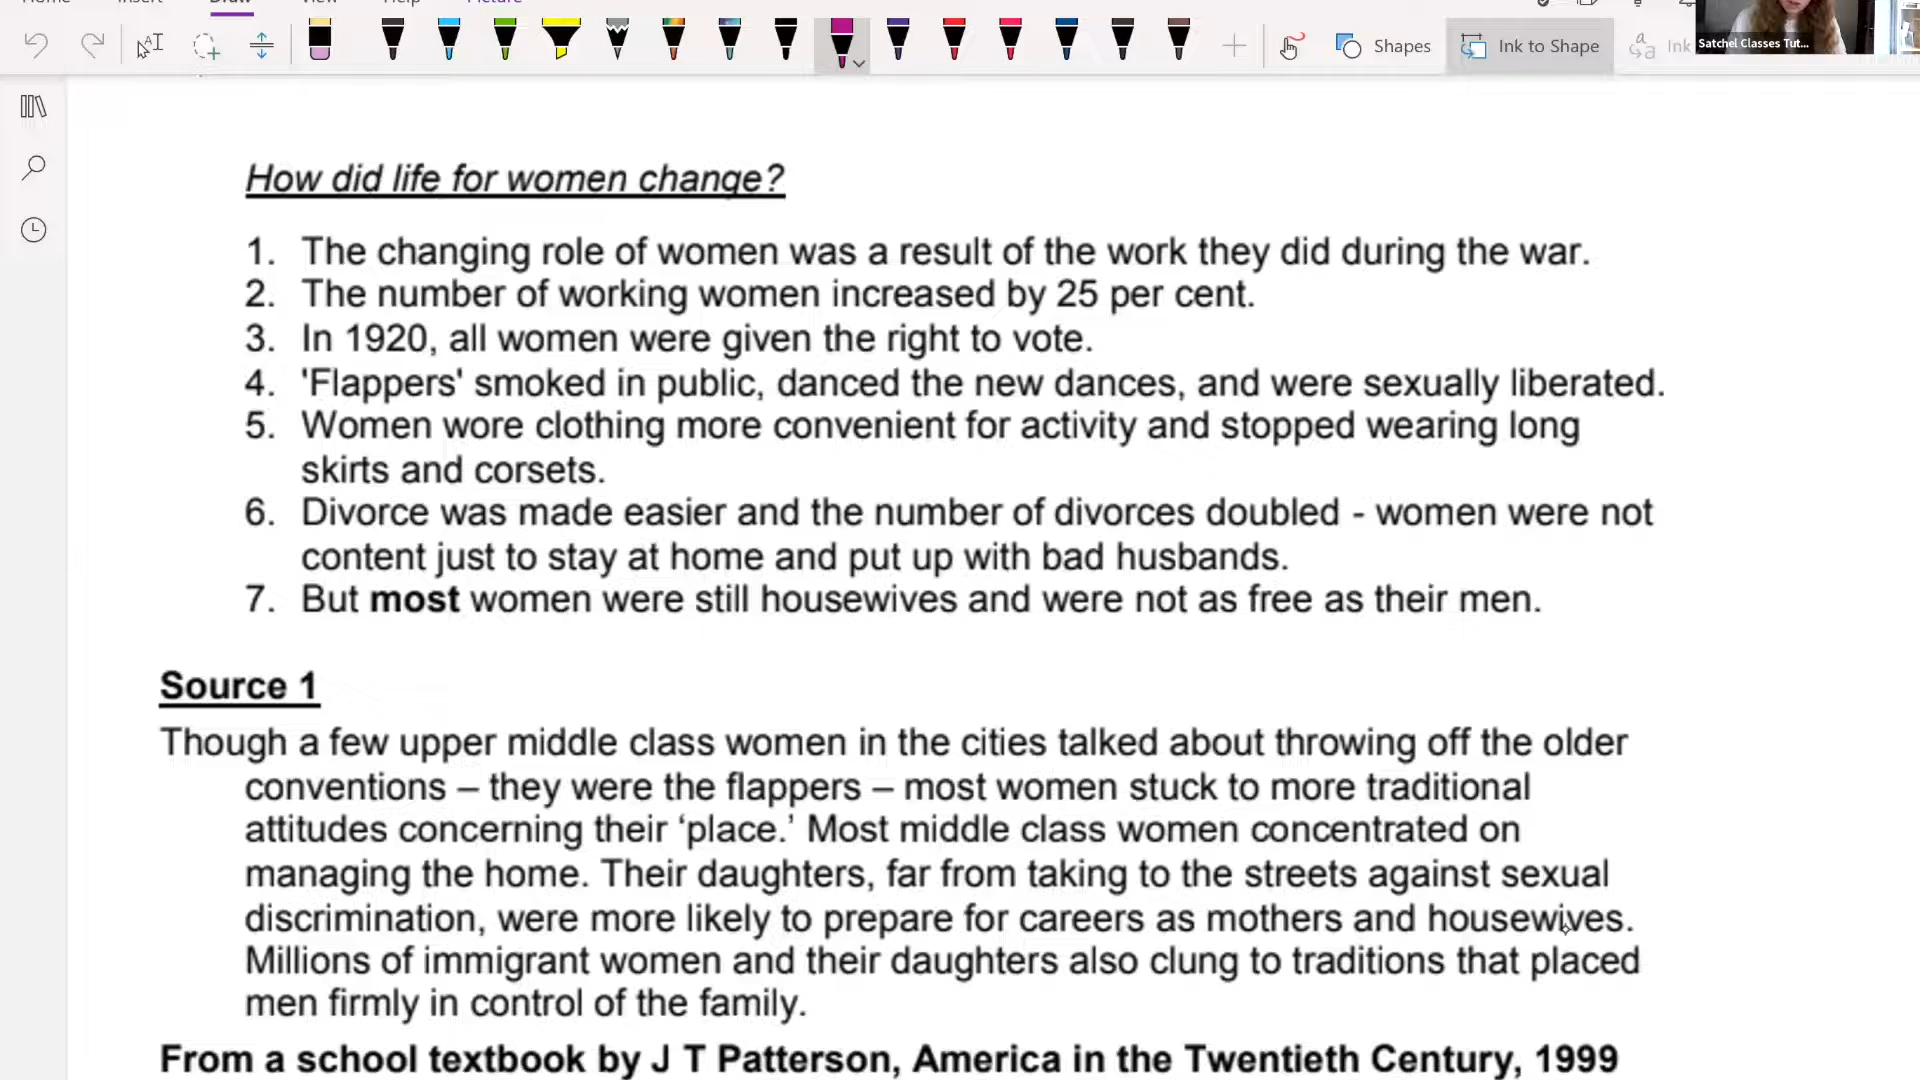 Home Insert Draw View Help Picture
Shapes
Ink to Shape
Ink
Satchel Classes Tut...
How did life for women change?
1. The changing role of women was a result of the work they did during the war.
2. The number of working women increased by 25 per cent.
3. In 1920, all women were given the right to vote.
4. 'Flappers' smoked in public, danced the new dances, and were sexually liberated.
5. Women wore clothing more convenient for activity and stopped wearing long
skirts and corsets.
6. Divorce was made easier and the number of divorces doubled - women were not
content just to stay at home and put up with bad husbands.
7. But most women were still housewives and were not as free as their men.
Source 1
Though a few upper middle class women in the cities talked about throwing off the older
conventions – they were the flappers – most women stuck to more traditional
attitudes concerning their ‘place.’ Most middle class women concentrated on
managing the home. Their daughters, far from taking to the streets against sexual
discrimination, were more likely to prepare for careers as mothers and housewives.
Millions of immigrant women and their daughters also clung to traditions that placed
men firmly in control of the family.
From a school textbook by J T Patterson, America in the Twentieth Century, 1999